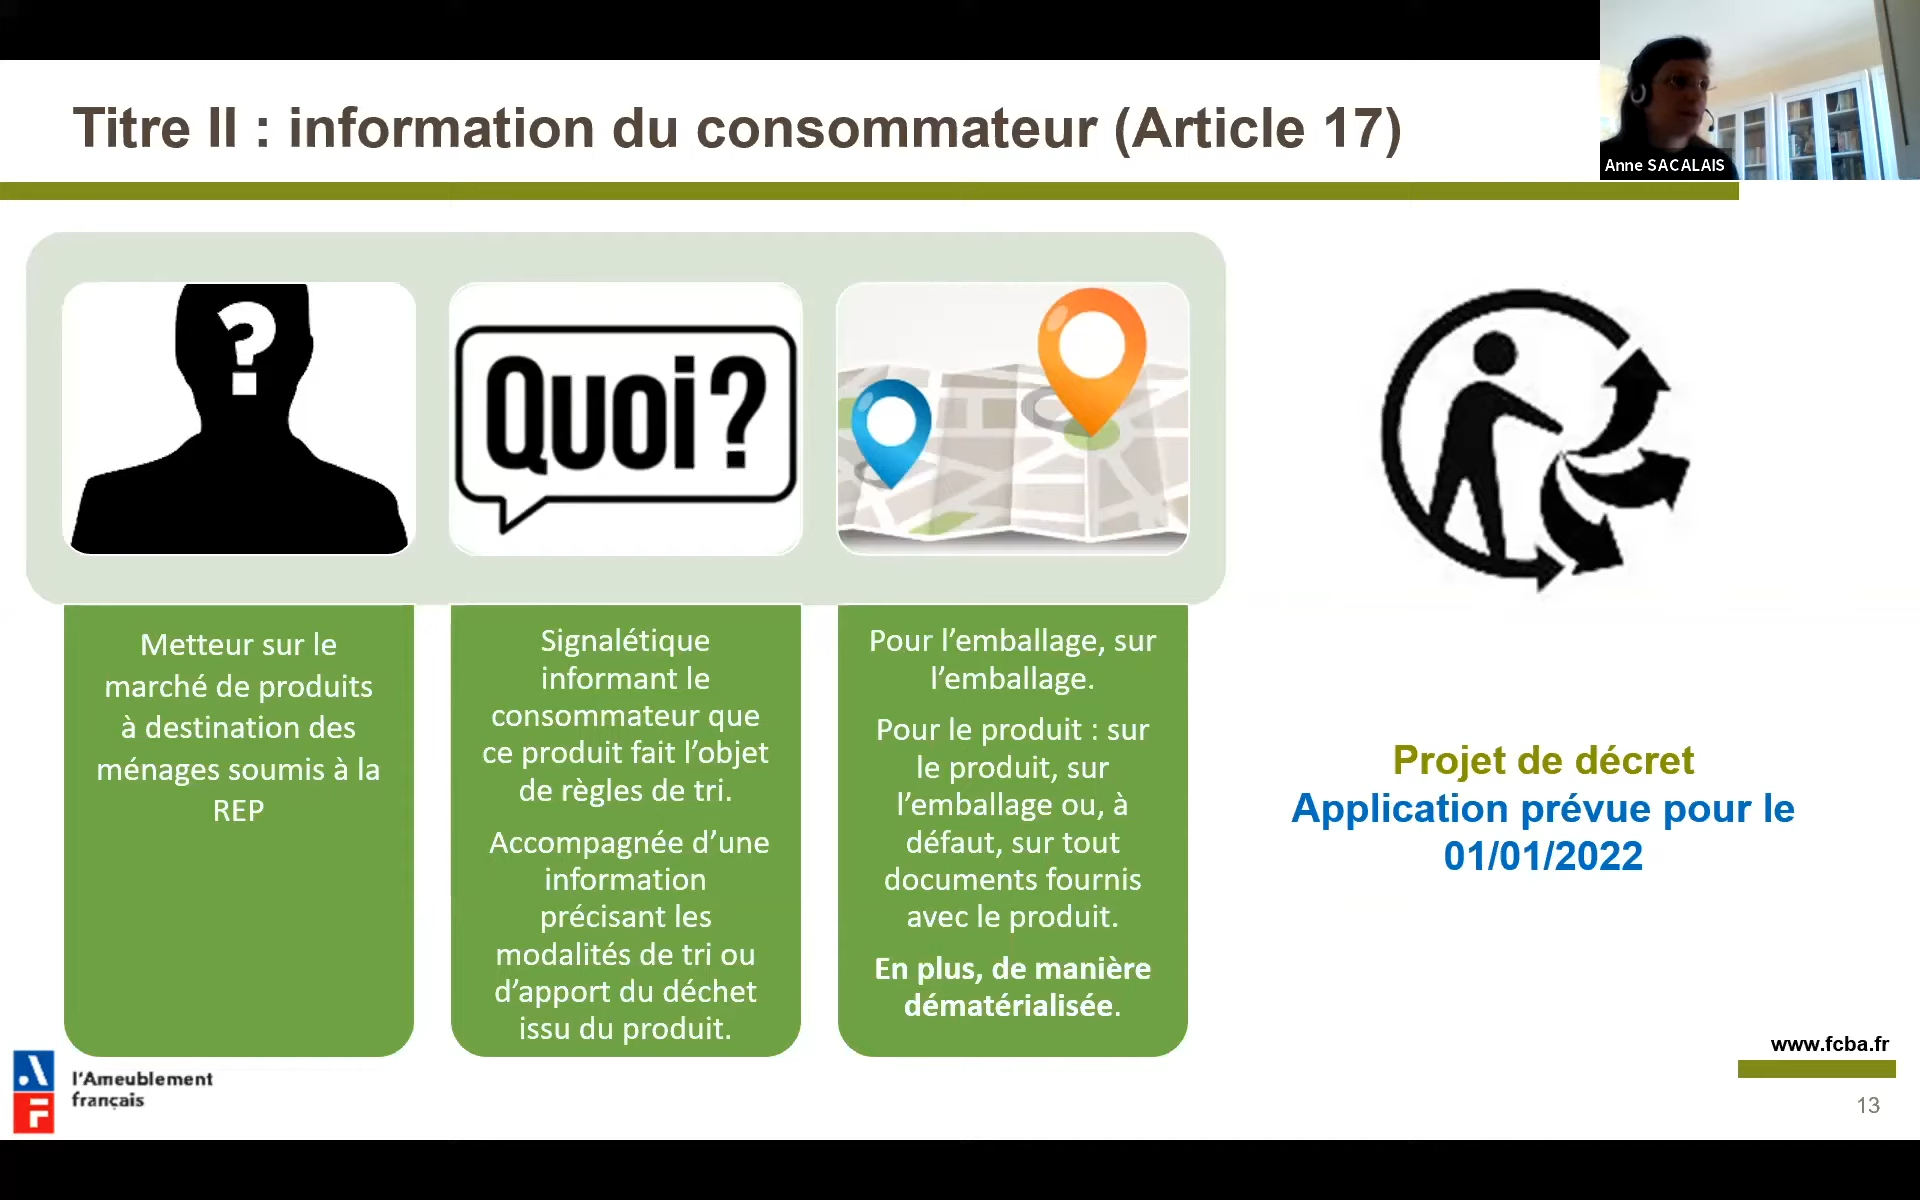 Titre II : information du consommateur (Article 17)
Anne SACALAIS
?
Quoi?
Metteur sur le
marché de produits
à destination des
ménages soumis à la
REP
Signalétique
informant le
consommateur que
ce produit fait l’objet
de règles de tri.
Accompagnée d’une
information
précisant les
modalités de tri ou
d’apport du déchet
issu du produit.
Pour l’emballage, sur
l’emballage.
Pour le produit : sur
le produit, sur
l’emballage ou, à
défaut, sur tout
documents fournis
avec le produit.
En plus, de manière
dématérialisée.
Projet de décret
Application prévue pour le
01/01/2022
www.fcba.fr
AF
l’Ameublement
français
13